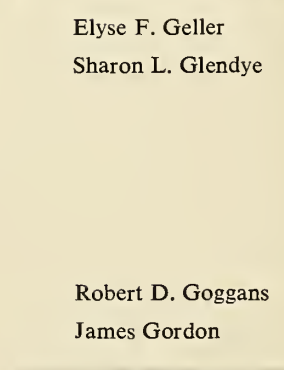 Elyse F. Geller
Sharon L. Glendye
Robert D. Goggans
James Gordon